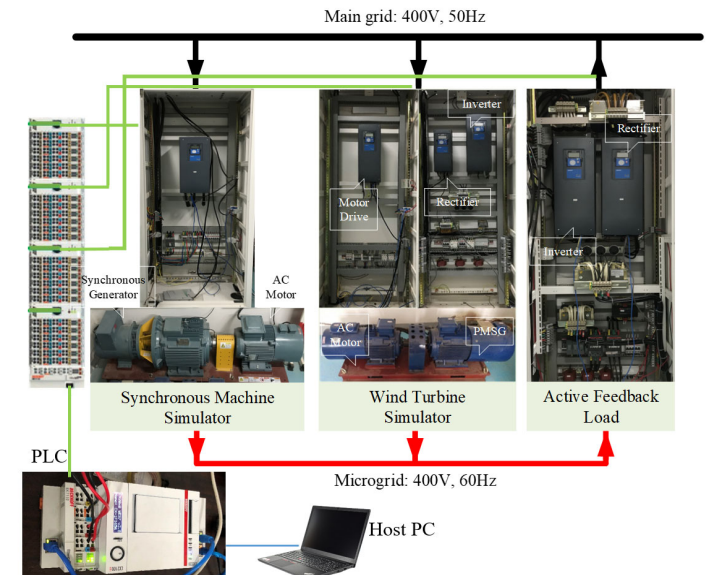 Main grid: 400V, 50Hz
Inverter
Rectifier
Motor
Drive
Rectifier
Inverter
Synchronous
Generator
AC
Motor
AC
Motor
PMSG
Synchronous Machine
Simulator
Wind Turbine
Simulator
Active Feedback
Load
PLC
Microgrid: 400V, 60Hz
Host PC